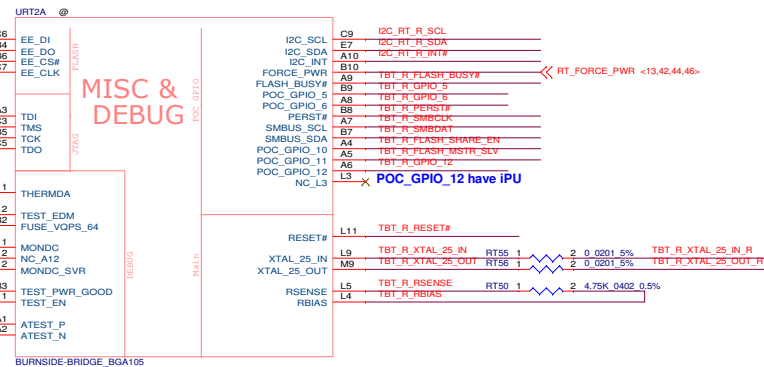 URT2A @
EE_DI
EE_DO
EE_CS#
EE_CLK
FLASH
MISC &
DEBUG
POC GPIO
TDI
TMS
TCK
TDO
JTAG
THERMDA
TEST_EDM
FUSE_VQPS_64
MONDC
NC_A12
MONDC_SVR
TEST_PWR_GOOD
TEST_EN
ATEST_P
ATEST_N
DEBUG
Main
I2C_SCL C9 I2C_RT_R_SCL
I2C_SDA E7 I2C_RT_R_SDA
I2C_INT A10 I2C_RT_R_INT#
FORCE_PWR B10 RT_FORCE_PWR <13,42,44,46>
FLASH_BUSY# A9 TBT_R_FLASH_BUSY#
POC_GPIO_5 B9 TBT_R_GPIO_5
POC_GPIO_6 A8 TBT_R_GPIO_6
PERST# B8 TBT_R_PERST#
SMBUS_SCL A7 TBT_R_SMBCLK
SMBUS_SDA B7 TBT_R_SMBDAT
POC_GPIO_10 A4 TBT_R_FLASH_SHARE_EN
POC_GPIO_11 A5 TBT_R_FLASH_MSTR_SLV
POC_GPIO_12 A6 TBT_R_GPIO_12
NC_L3 L3 POC_GPIO_12 have iPU
RESET# L11 TBT_R_RESET#
XTAL_25_IN L9 TBT_R_XTAL_25_IN RT55 1 2 0_0201_5% TBT_R_XTAL_25_IN_R
XTAL_25_OUT M9 TBT_R_XTAL_25_OUT RT56 1 2 0_0201_5% TBT_R_XTAL_25_OUT_R
RSENSE L5 TBT_R_RSENSE RT50 1 2 4.75K_0402_0.5%
RBIAS L4 TBT_R_RBIAS
BURNSIDE-BRIDGE_BGA105